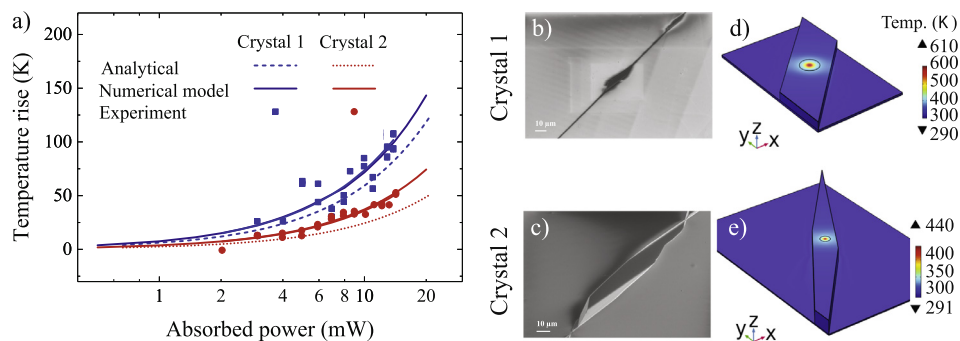 a)
200
150
100
50
0
Temperature rise (K)
Crystal 1 Crystal 2
Analytical
Numerical model
Experiment
1 2 4 6 8 10 20
Absorbed power (mW)
Crystal 1
b)
10 µm
Crystal 2
c)
10 µm
d)
Temp. (K)
610
600
500
400
300
290
y z x
e)
440
400
350
300
291
y z x